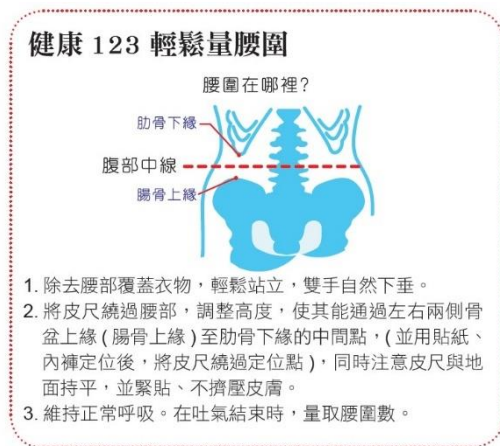 健康 123 輕鬆量腰圍
腰圍在哪裡?
肋骨下緣
腹部中線
腸骨上緣
1. 除去腰部覆蓋衣物，輕鬆站立，雙手自然下垂。
2. 將皮尺繞過腰部，調整高度，使其能通過左右兩側骨
盆上緣 ( 腸骨上緣 ) 至肋骨下緣的中間點，( 並用貼紙、
內褲定位後，將皮尺繞過定位點 )，同時注意皮尺與地
面持平，並緊貼、不擠壓皮膚。
3. 維持正常呼吸。在吐氣結束時，量取腰圍數。